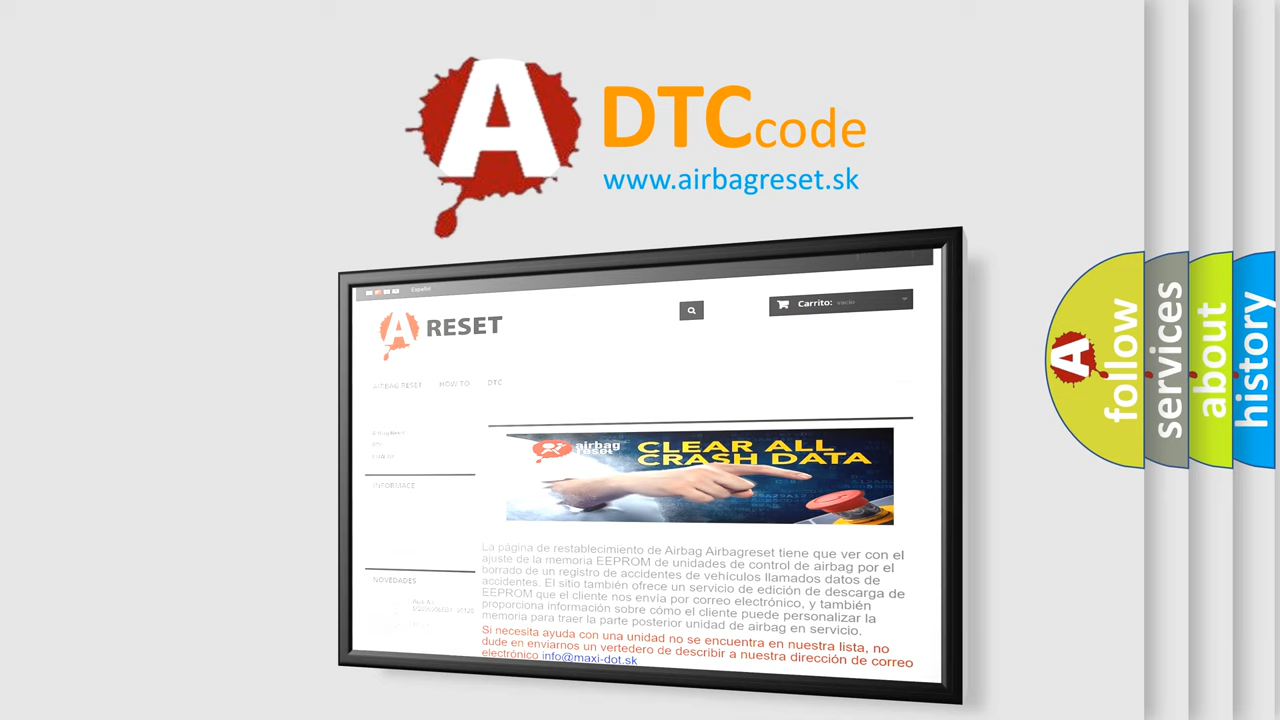 A
DTCcode
www.airbagreset.sk
Español
A RESET
Carrito: vacío
AIRBAG RESET HOW TO DTC
INFORMACE
airbag
reset
CLEAR ALL
CRASH DATA
NOVEDADES
La página de restablecimiento de Airbag Airbagreset tiene que ver con el
ajuste de la memoria EEPROM de unidades de control de airbag por el
borrado de un registro de accidentes de vehículos llamados datos de
accidentes. El sitio también ofrece un servicio de edición de descarga de
EEPROM que el cliente nos envía por correo electrónico, y también
proporciona información sobre cómo el cliente puede personalizar la
memoria para traer la parte posterior unidad de airbag en servicio.
Si necesita ayuda con una unidad no se encuentra en nuestra lista, no
dude en enviarnos un vertedero de describir a nuestra dirección de correo
electrónico info@maxi-dot.sk
A
follow
services
about
history